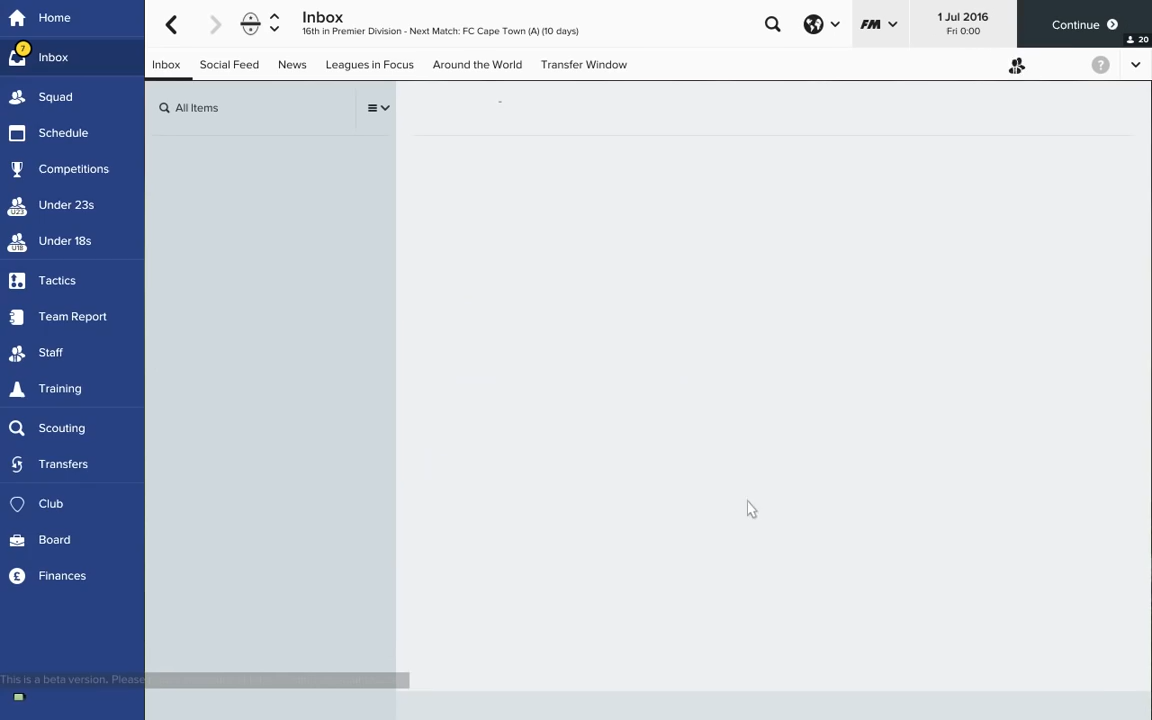 Home
7
Inbox
Squad
Schedule
Competitions
U23
Under 23s
U18
Under 18s
Tactics
Team Report
Staff
Training
Scouting
Transfers
Club
Board
£
Finances
This is a beta version. Please
Inbox
16th in Premier Division - Next Match: FC Cape Town (A) (10 days)
FM
1 Jul 2016
Fri 0:00
Continue
20
Inbox
Social Feed
News
Leagues in Focus
Around the World
Transfer Window
?
All Items
-